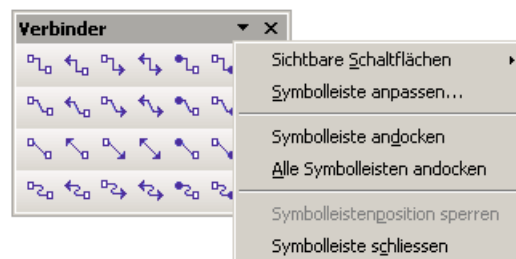 Verbinder
Sichtbare Schaltflächen
Symbolleiste anpassen...
Symbolleiste andocken
Alle Symbolleisten andocken
Symbolleistenposition sperren
Symbolleiste schliessen